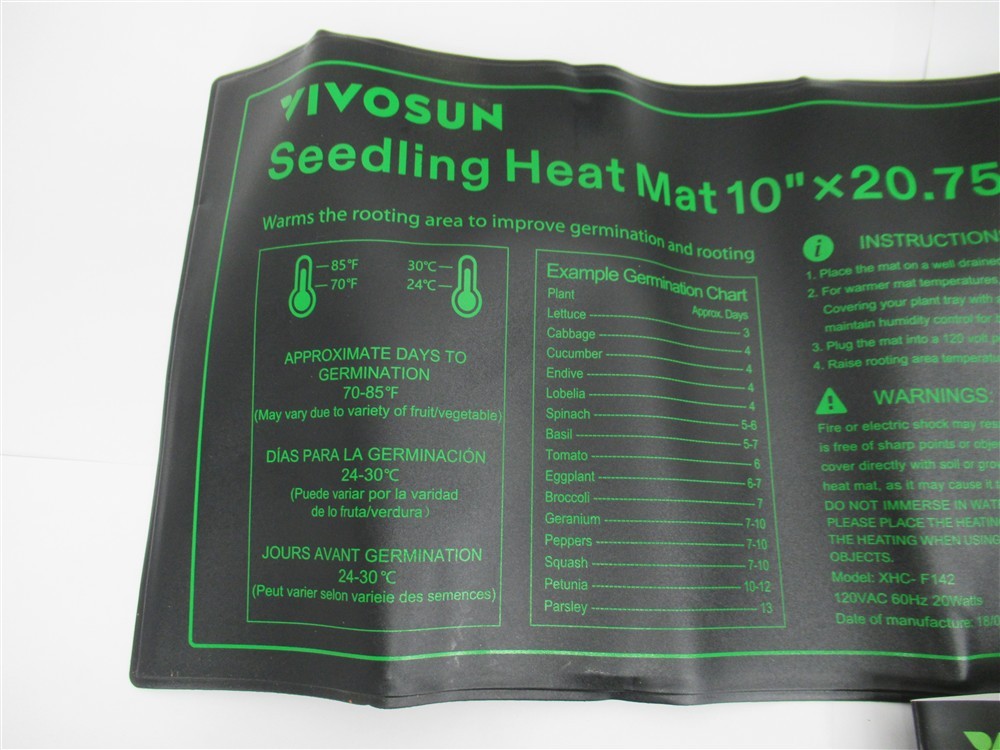 VIVOSUN
Seedling Heat Mat 10" × 20.75
Warms the rooting area to improve germination and rooting
85°F
70°F
30℃
24℃
APPROXIMATE DAYS TO
GERMINATION
70-85°F
(May vary due to variety of fruit/vegetable)
DÍAS PARA LA GERMINACIÓN
24-30℃
(Puede variar por la varidad
de lo fruta/verdura)
JOURS AVANT GERMINATION
24-30℃
(Peut varier selon varieie des semences)
Example Germination Chart
Plant Approx. Days
Lettuce 3
Cabbage 4
Cucumber 4
Endive 4
Lobelia 4
Spinach 5-6
Basil 5-7
Tomato 6
Eggplant 6-7
Broccoli 7
Geranium 7-10
Peppers 7-10
Squash 7-10
Petunia 10-12
Parsley 13
i INSTRUCTION
1. Place the mat on a well drained
2. For warmer mat temperatures
Covering your plant tray with
maintain humidity control for
3. Plug the mat into a 120 volt
4. Raise rooting area
WARNINGS:
Fire or electric shock may
is free of sharp points or
cover directly with soil or
heat mat, as it may cause it
DO NOT IMMERSE IN
PLEASE PLACE THE
THE HEATING WHEN USING
OBJECTS.
Model: XHC- F142
120VAC 60Hz 20Watts
Date of manufacture: 18/0